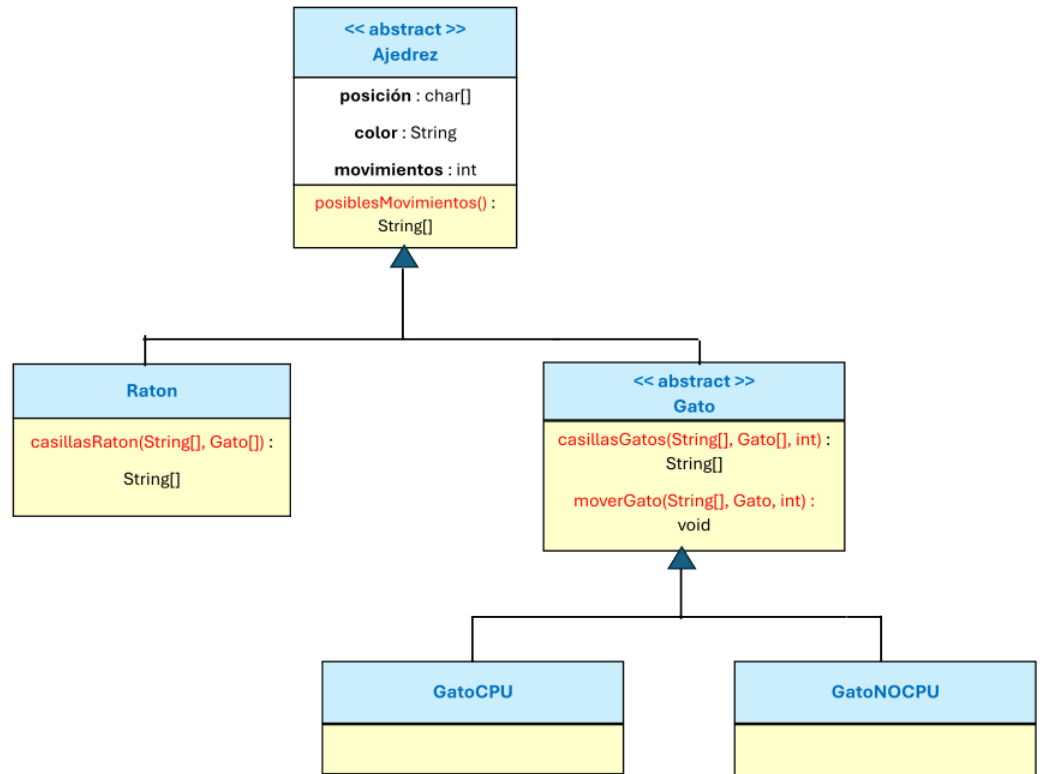 << abstract >>
Ajedrez
posición : char[]
color : String
movimientos : int
posiblesMovimientos() :
String[]
Raton
casillasRaton(String[], Gato[]) :
String[]
<< abstract >>
Gato
casillasGatos(String[], Gato[], int) :
String[]
moverGato(String[], Gato, int) :
void
GatoCPU
GatoNOCPU